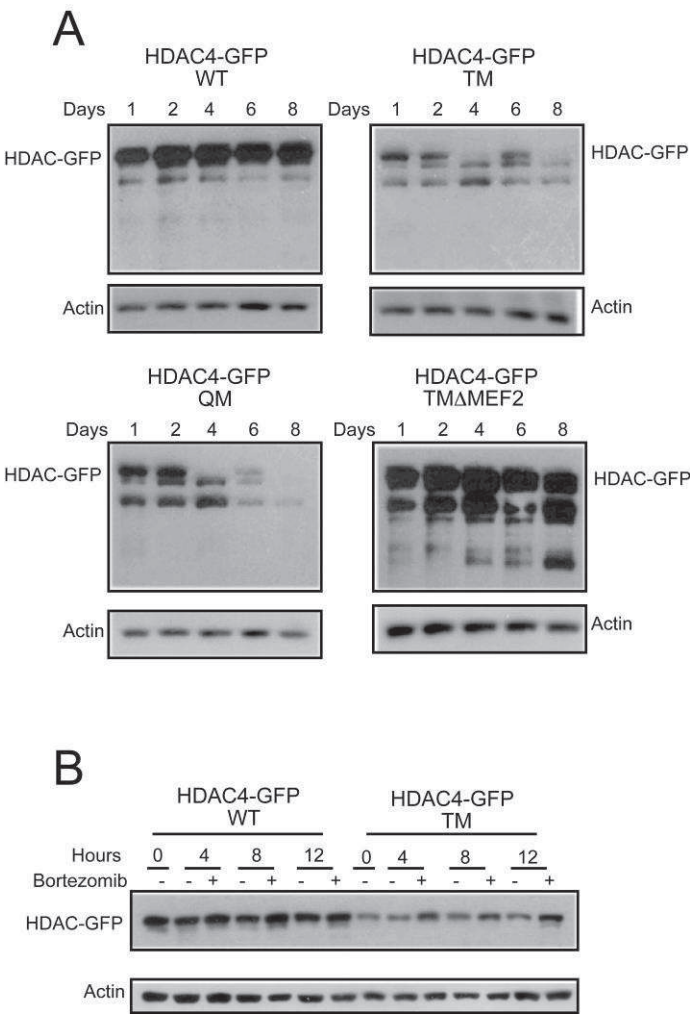 A
HDAC4-GFP
WT
Days 1 2 4 6 8
HDAC-GFP
Actin
HDAC4-GFP
TM
Days 1 2 4 6 8
HDAC-GFP
Actin
HDAC4-GFP
QM
Days 1 2 4 6 8
HDAC-GFP
Actin
HDAC4-GFP
TMΔMEF2
Days 1 2 4 6 8
HDAC-GFP
Actin
B
HDAC4-GFP
WT
HDAC4-GFP
TM
Hours 0 4 8 12 0 4 8 12
Bortezomib - - + - + - + - - + - + - +
HDAC-GFP
Actin